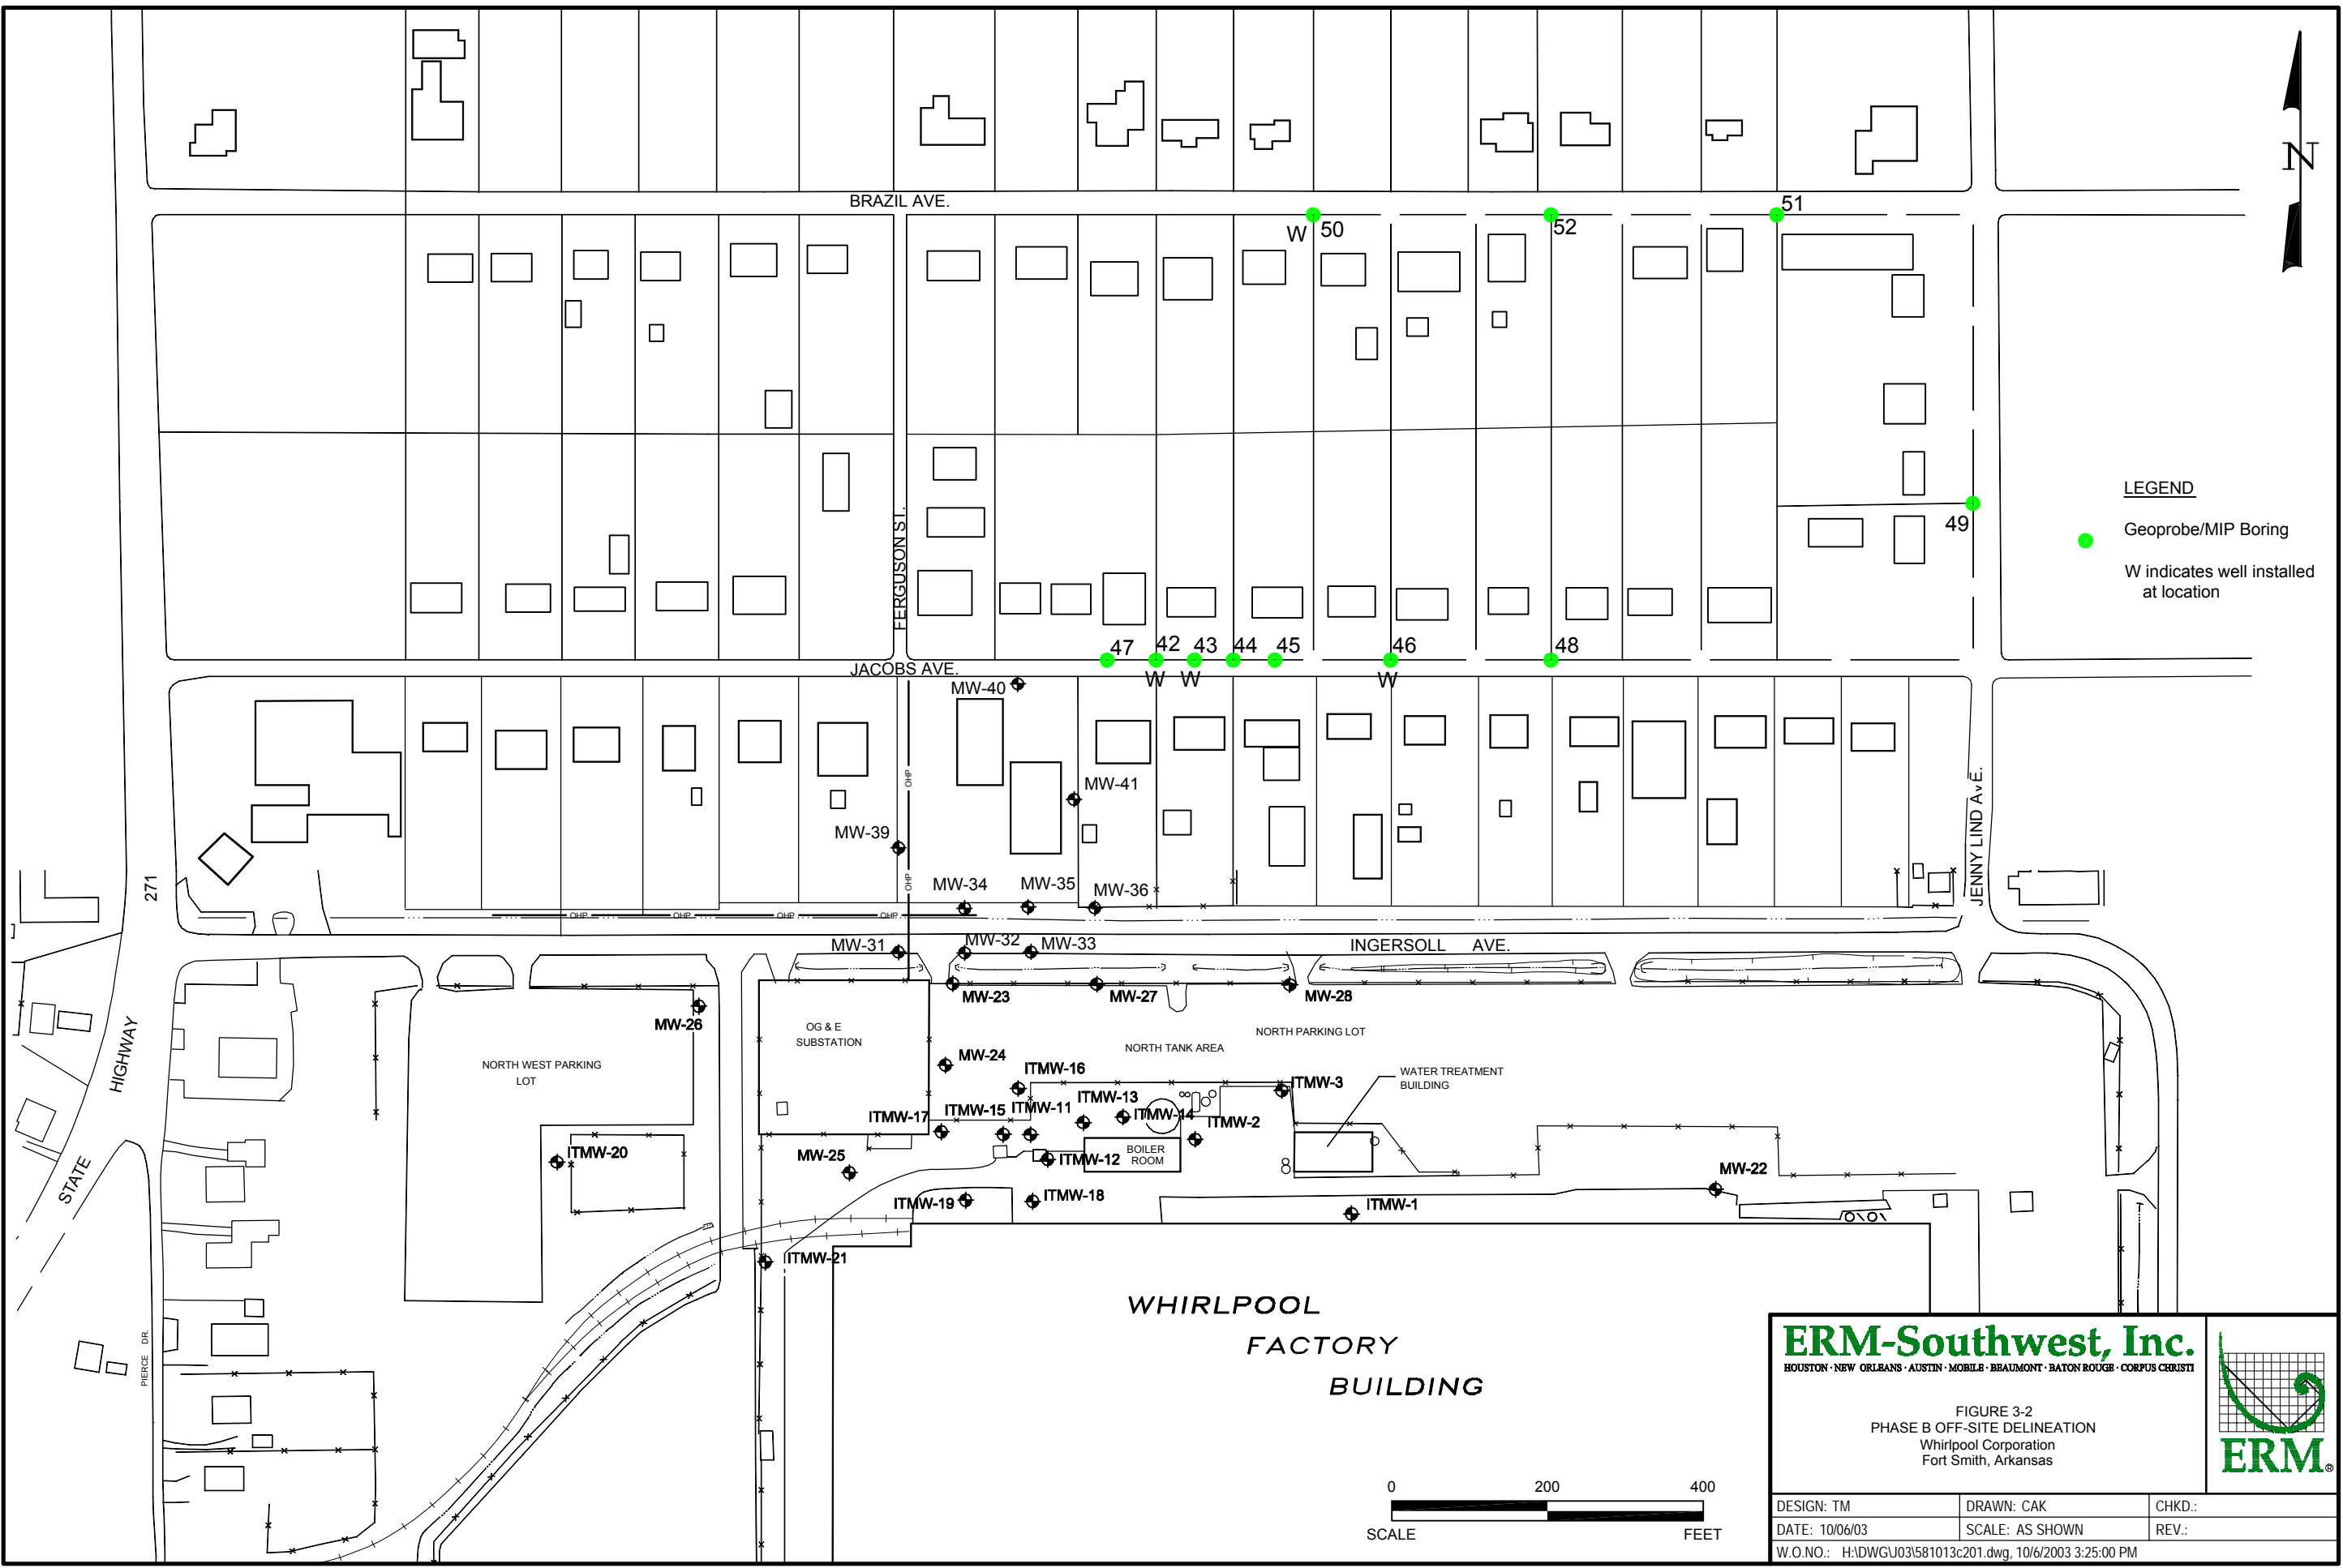 BRAZIL AVE.
N
W 50
52
51
49
LEGEND
Geoprobe/MIP Boring
W indicates well installed
at location
FERGUSON ST.
47
42
43
44
45
46
48
JACOBS AVE.
W
W
W
MW-40
MW-41
OHP
MW-39
OHP
JENNY LIND AvE.
271
MW-34
MW-35
MW-36
OHP
OHP
OHP
OHP
MW-31
MW-32
MW-33
INGERSOLL AVE.
MW-23
MW-27
MW-28
MW-26
OG & E
SUBSTATION
NORTH PARKING LOT
NORTH TANK AREA
MW-24
NORTH WEST PARKING
LOT
HIGHWAY
STATE
ITMW-16
ITMW-3
WATER TREATMENT
BUILDING
ITMW-13
ITMW-17
ITMW-15
ITMW-11
ITMW-14
ITMW-2
ITMW-20
MW-25
ITMW-12
BOILER
ROOM
MW-22
ITMW-19
ITMW-18
ITMW-1
ITMW-21
PIERCE DR.
WHIRLPOOL
FACTORY
BUILDING
0 200 400
SCALE FEET
ERM-Southwest, Inc.
HOUSTON · NEW ORLEANS · AUSTIN · MOBILE · BEAUMONT · BATON ROUGE · CORPUS CHRISTI
FIGURE 3-2
PHASE B OFF-SITE DELINEATION
Whirlpool Corporation
Fort Smith, Arkansas
ERM®
DESIGN: TM
DRAWN: CAK
CHKD.:
DATE: 10/06/03
SCALE: AS SHOWN
REV.:
W.O.NO.: H:\DWG\J03\581013c201.dwg, 10/6/2003 3:25:00 PM